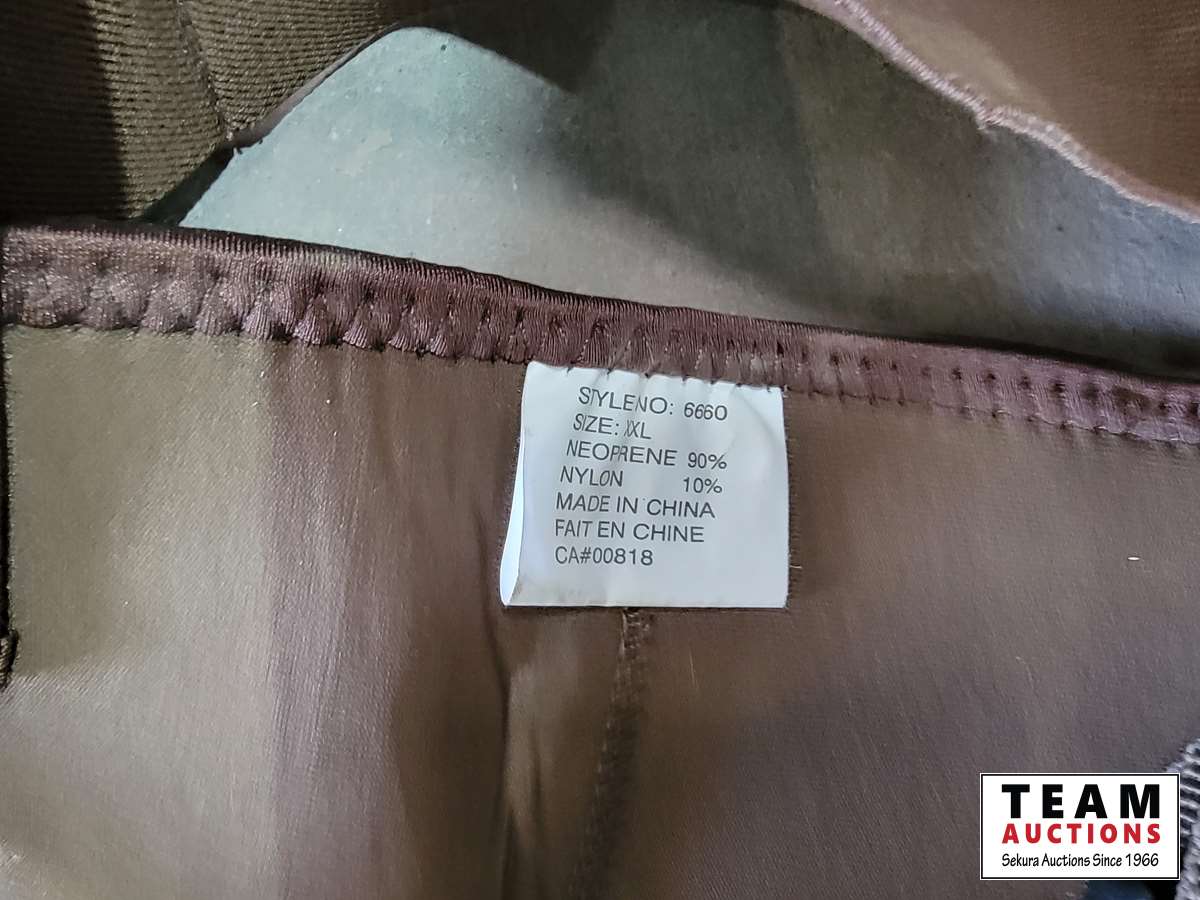 STYLENO: 6660
SIZE: XXL
NEOPRENE 90%
NYLON 10%
MADE IN CHINA
FAIT EN CHINE
CA#00818
TEAM
AUCTIONS
Sekura Auctions Since 1966